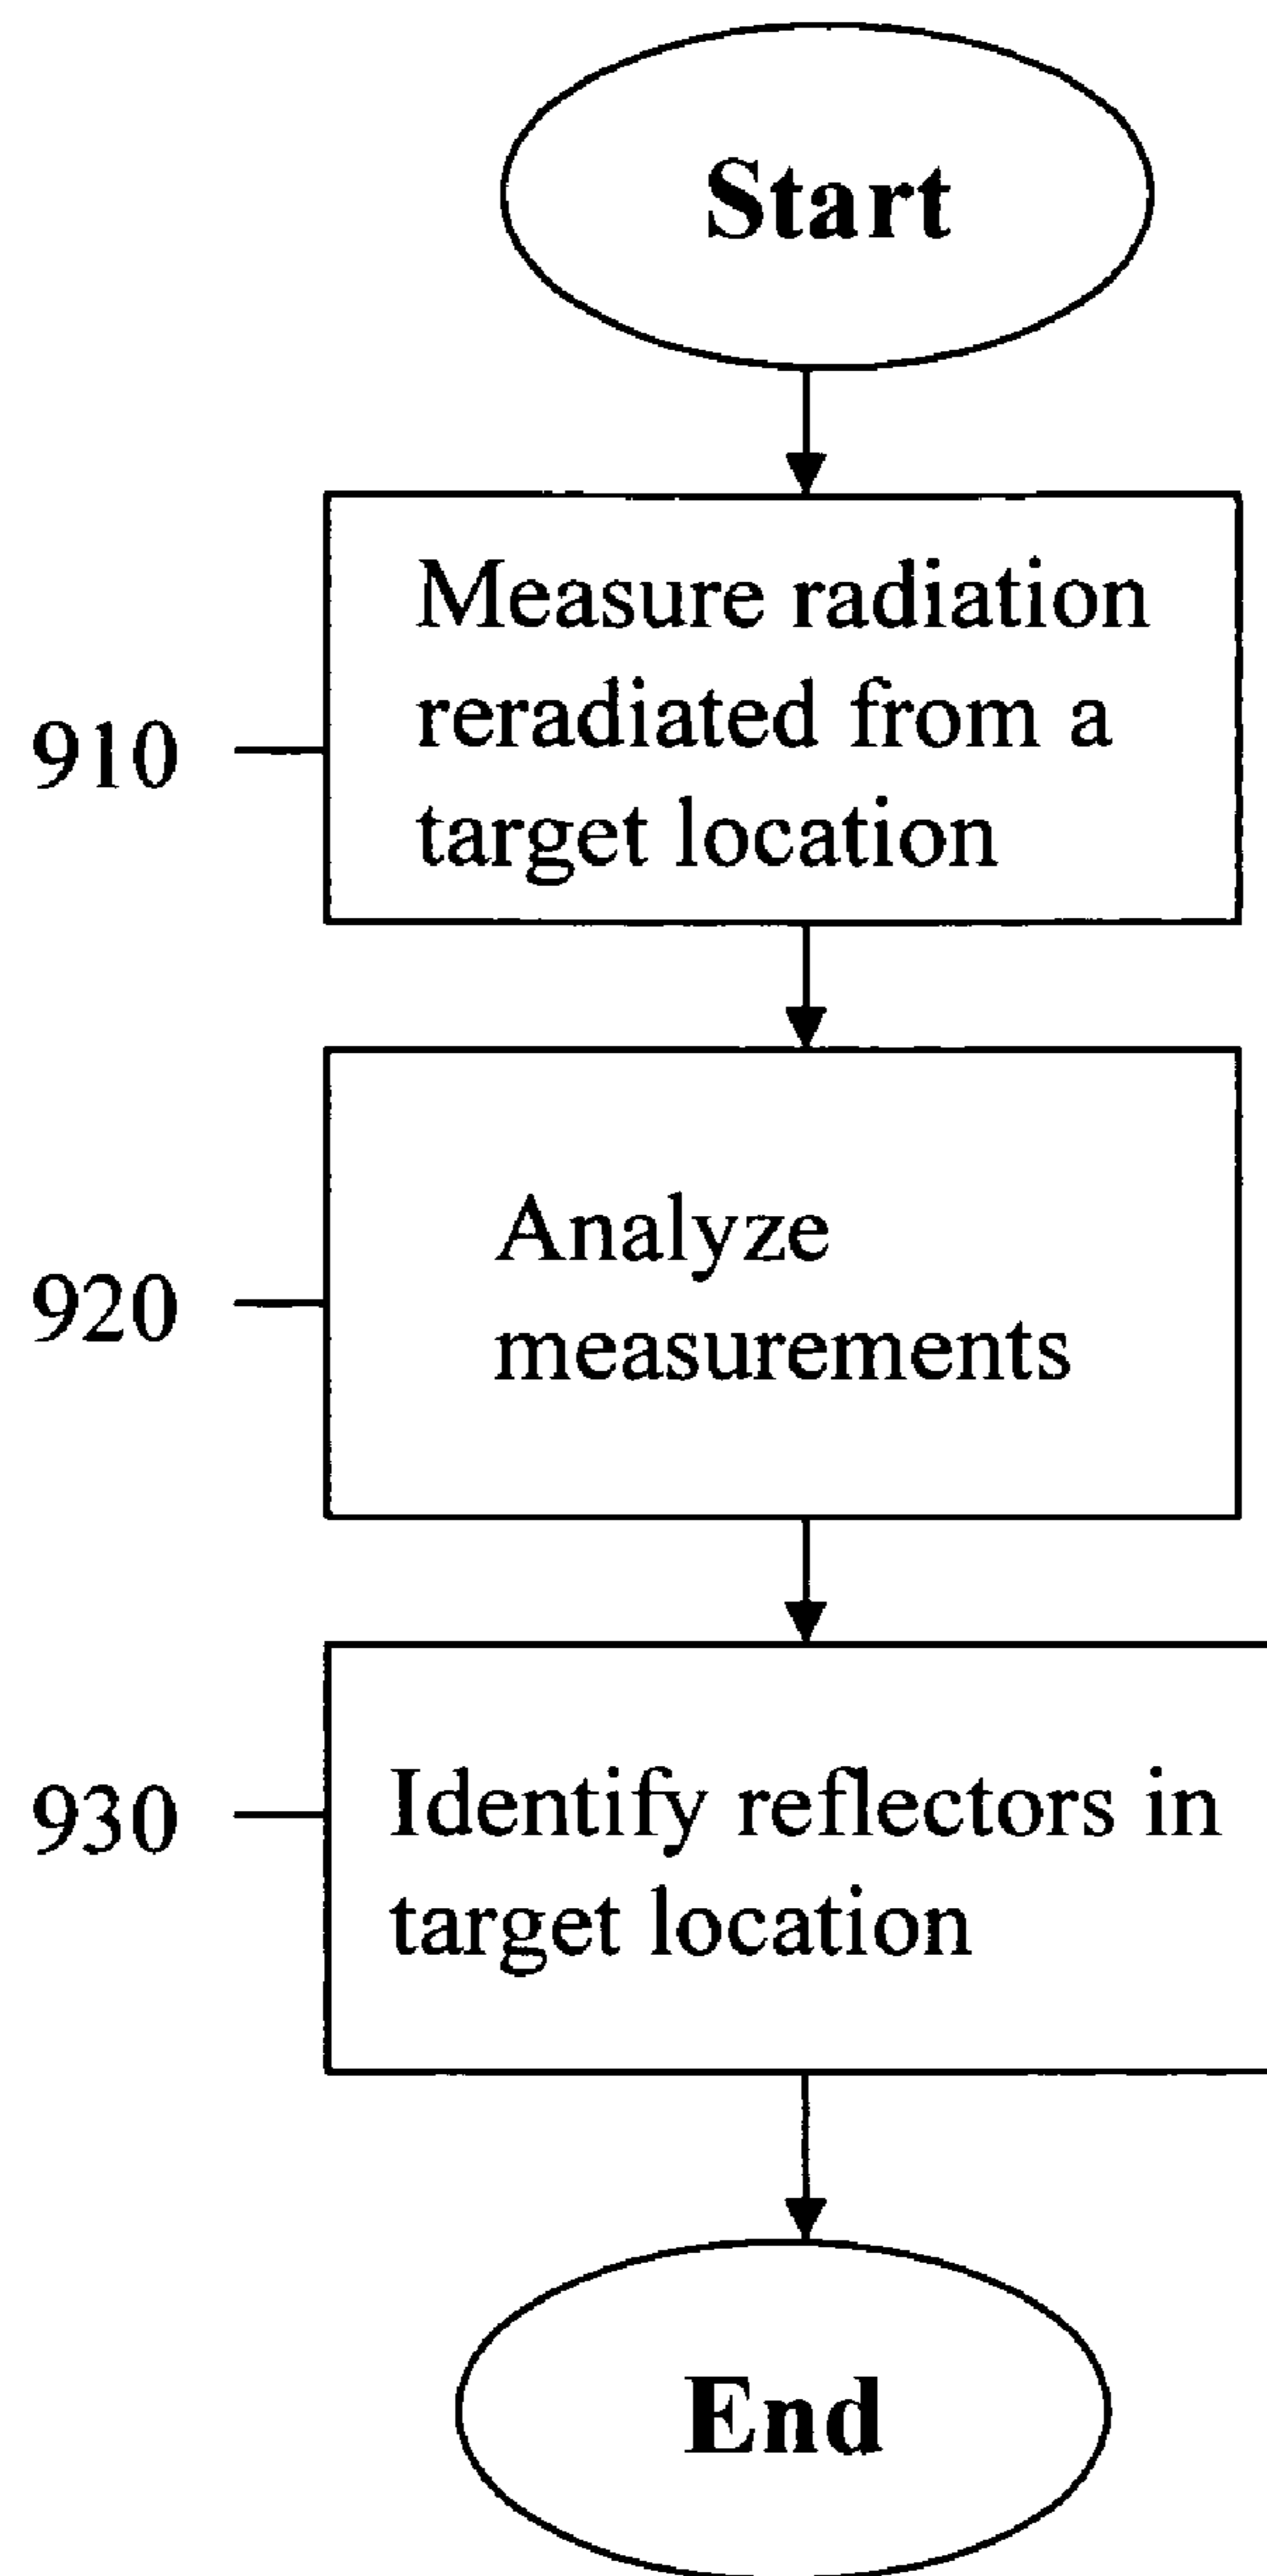 Start
910
Measure radiation
reradiated from a
target location
920
Analyze
measurements
930
Identify reflectors in
target location
End